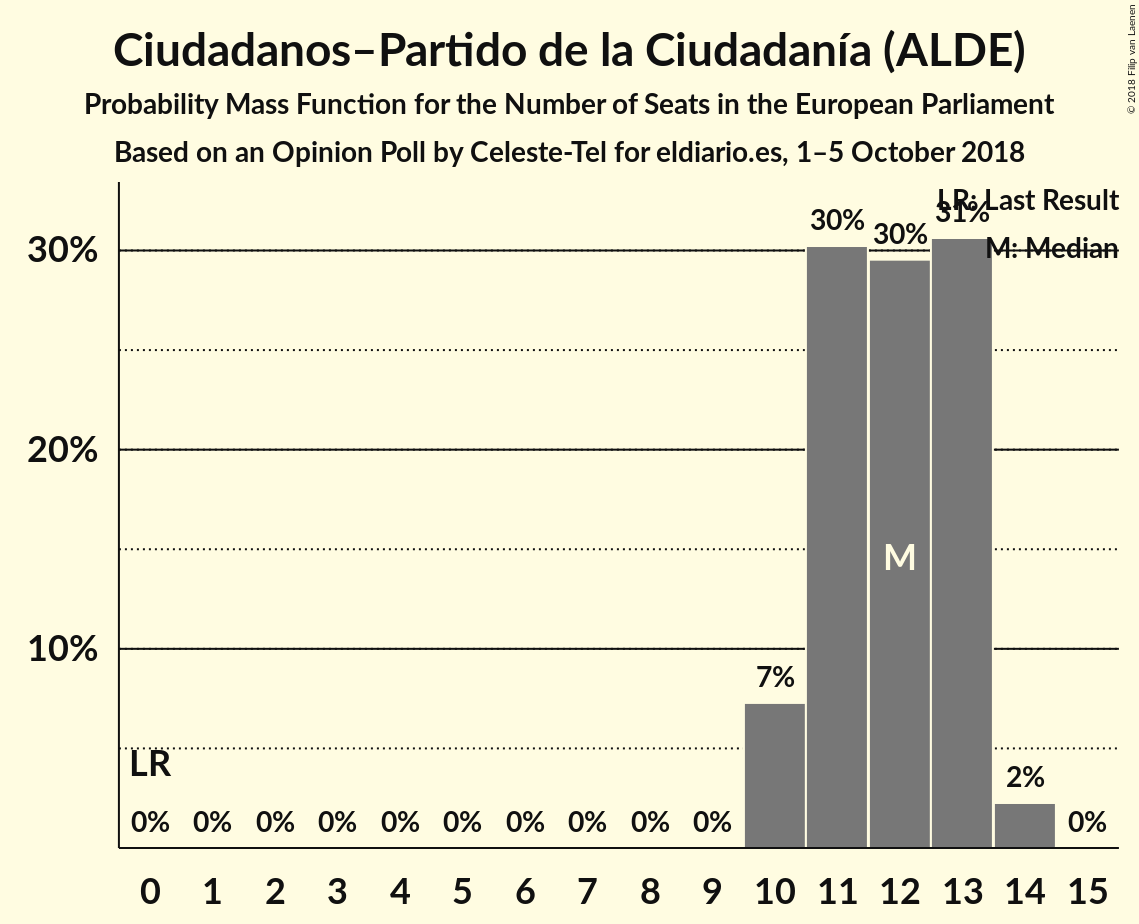 Ciudadanos–Partido de la Ciudadanía (ALDE)
Probability Mass Function for the Number of Seats in the European Parliament
Based on an Opinion Poll by Celeste-Tel for eldiario.es, 1–5 October 2018
© 2018 Filip van Laenen
LR: Last Result
M: Median
30% 30% 31%
30%
20%
M
10%
7%
LR
2%
0% 0% 0% 0% 0% 0% 0% 0% 0% 0% 0%
0 1 2 3 4 5 6 7 8 9 10 11 12 13 14 15